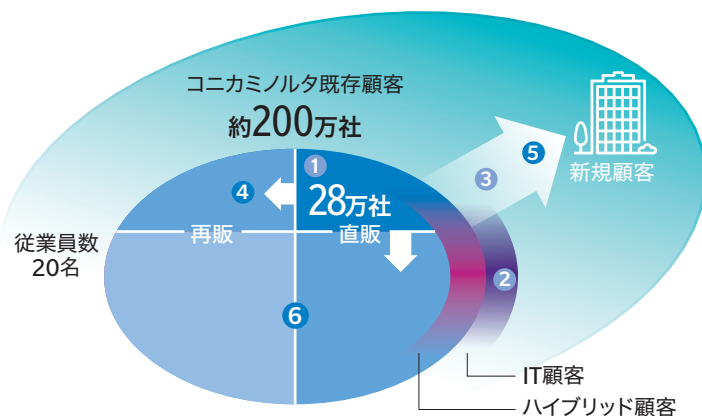 コニカミノルタ既存顧客
約200万社
1
28万社
4
3
5
新規顧客
従業員数
20名
再販
直販
2
6
IT顧客
ハイブリッド顧客